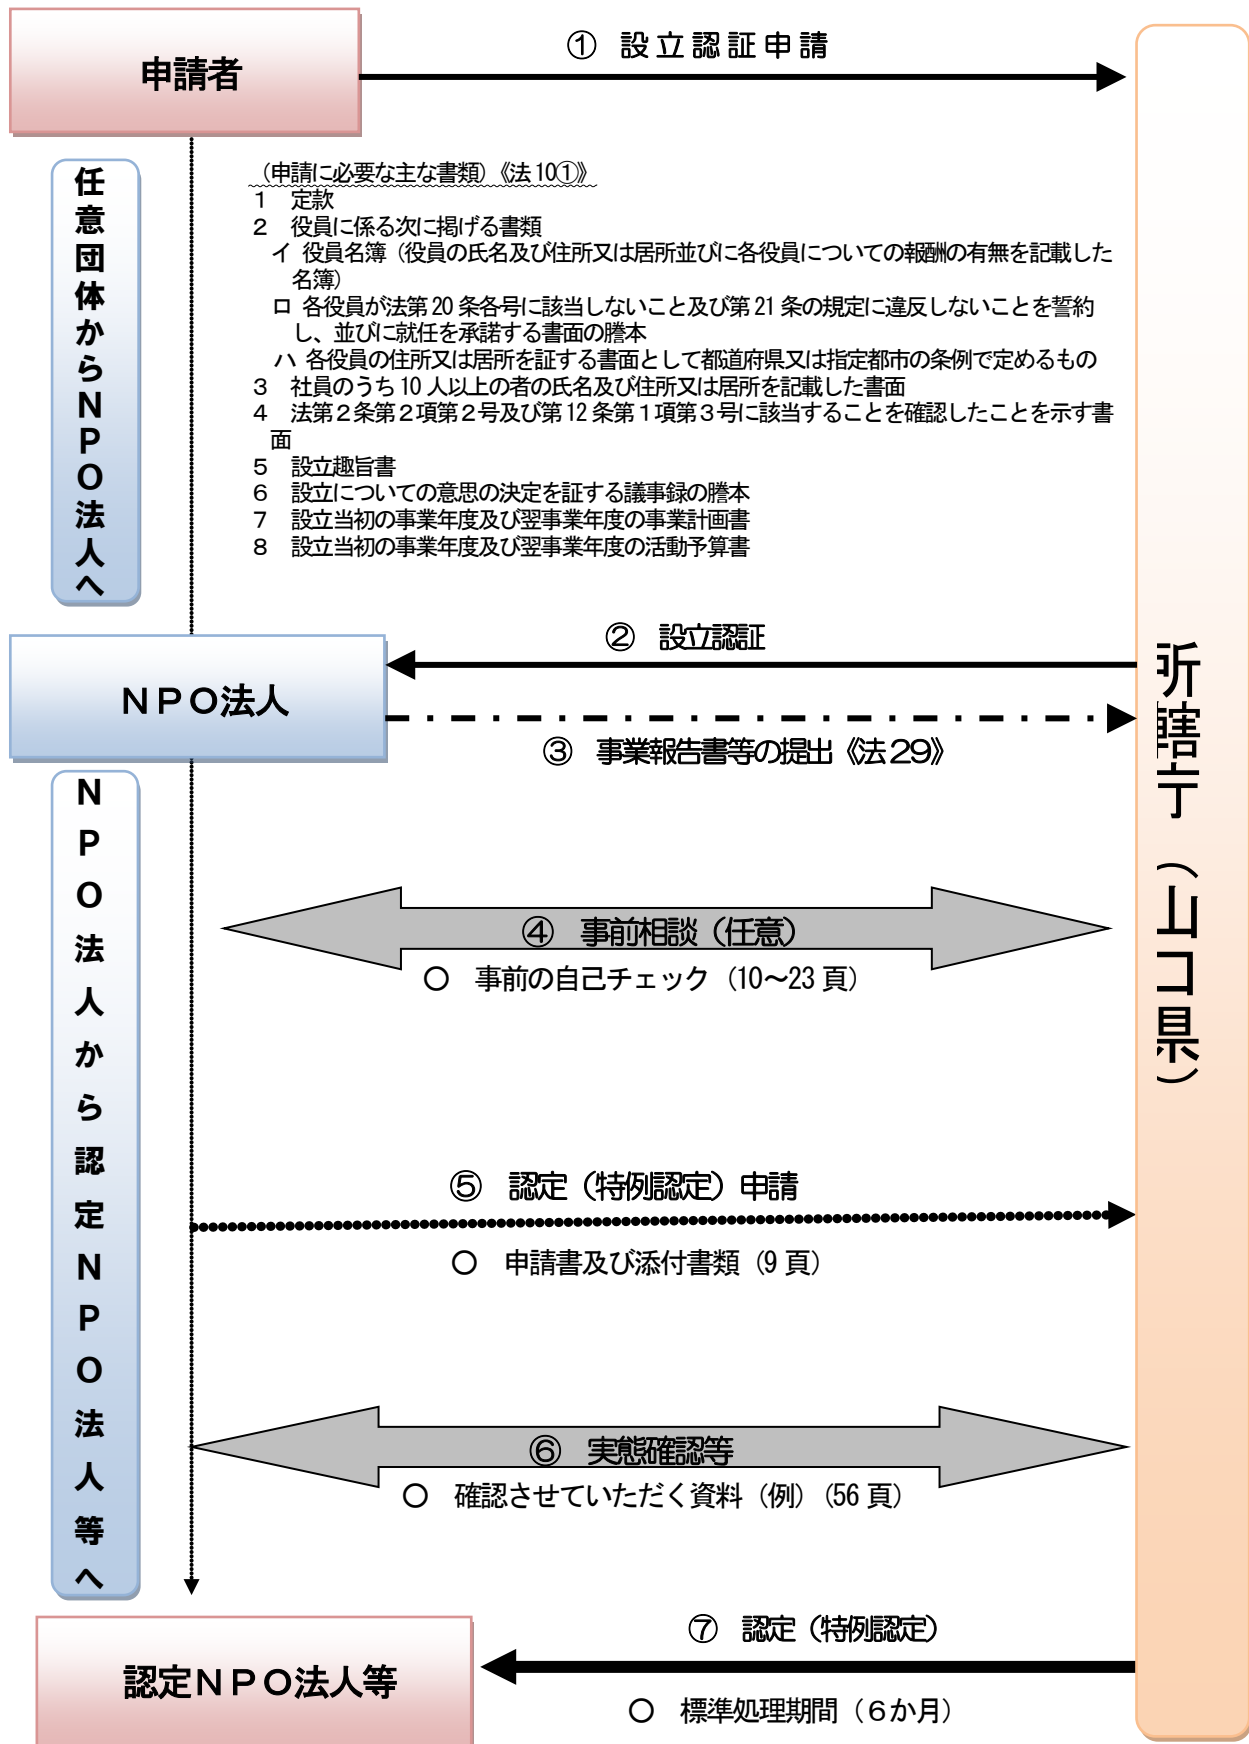 申請者
① 設立認証申請
任意団体からNPO法人へ
（申請に必要な主な書類）《法10①》
1 定款
2 役員に係る次に掲げる書類
イ 役員名簿（役員の氏名及び住所又は居所並びに各役員についての報酬の有無を記載した
名簿）
ロ 各役員が法第20条各号に該当しないこと及び第21条の規定に違反しないことを誓約
し、並びに就任を承諾する書面の謄本
ハ 各役員の住所又は居所を証する書面として都道府県又は指定都市の条例で定めるもの
3 社員のうち10人以上の者の氏名及び住所又は居所を記載した書面
4 法第2条第2項第2号及び第12条第1項第3号に該当することを確認したことを示す書
面
5 設立趣旨書
6 設立についての意思の決定を証する議事録の謄本
7 設立当初の事業年度及び翌事業年度の事業計画書
8 設立当初の事業年度及び翌事業年度の活動予算書
② 設立認証
NPO法人
③ 事業報告書等の提出《法29》
所轄庁（山口県）
NPO法人から認定NPO法人等へ
④ 事前相談（任意）
○ 事前の自己チェック（10～23頁）
⑤ 認定（特例認定）申請
○ 申請書及び添付書類（9頁）
⑥ 実態確認等
○ 確認させていただく資料（例）（56頁）
⑦ 認定（特例認定）
認定NPO法人等
○ 標準処理期間（6か月）